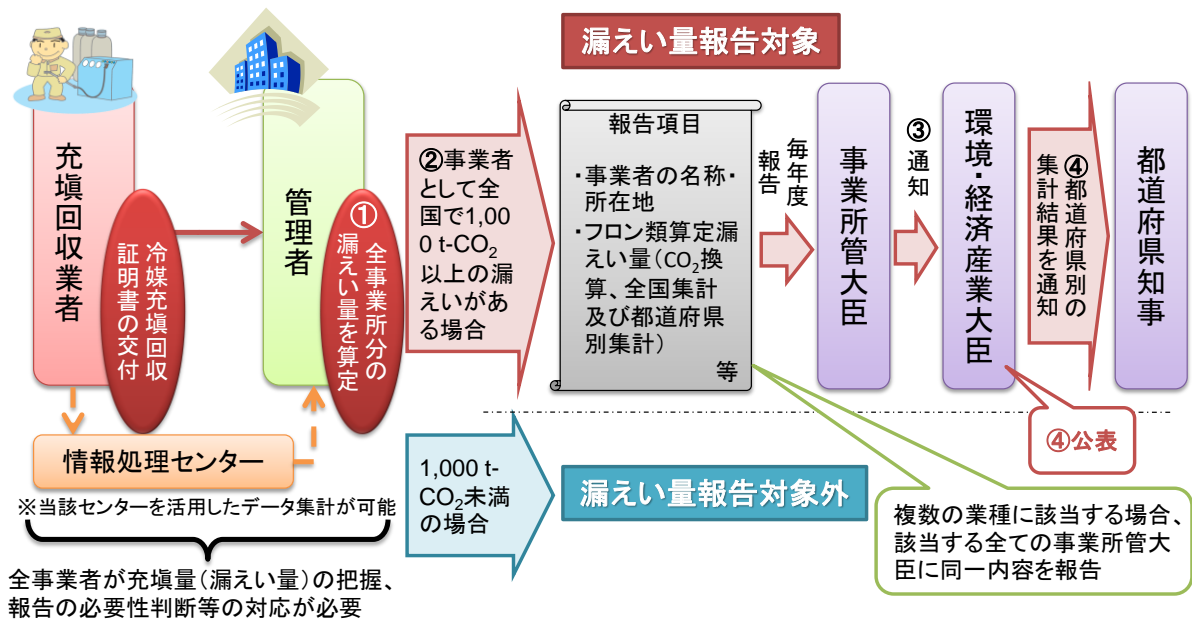 漏えい量報告対象
充塡回収業者
冷媒充塡回収
証明書の交付
管理者
①全事業所分の
漏えい量を算定
②事業者
として全
国で1,00
0 t-CO₂
以上の漏
えいがあ
る場合
報告項目
・事業者の名称・
所在地
・フロン類算定漏
えい量(CO₂換
算、全国集計
及び都道府県
別集計)
等
毎年度
報告
事業所管大臣
③通知
環境・経済産業大臣
④都道府県別の
集計結果を通知
都道府県知事
④公表
情報処理センター
※当該センターを活用したデータ集計が可能
全事業者が充塡量(漏えい量)の把握、
報告の必要性判断等の対応が必要
1,000 t-
CO₂未満
の場合
漏えい量報告対象外
複数の業種に該当する場合、
該当する全ての事業所管大
臣に同一内容を報告